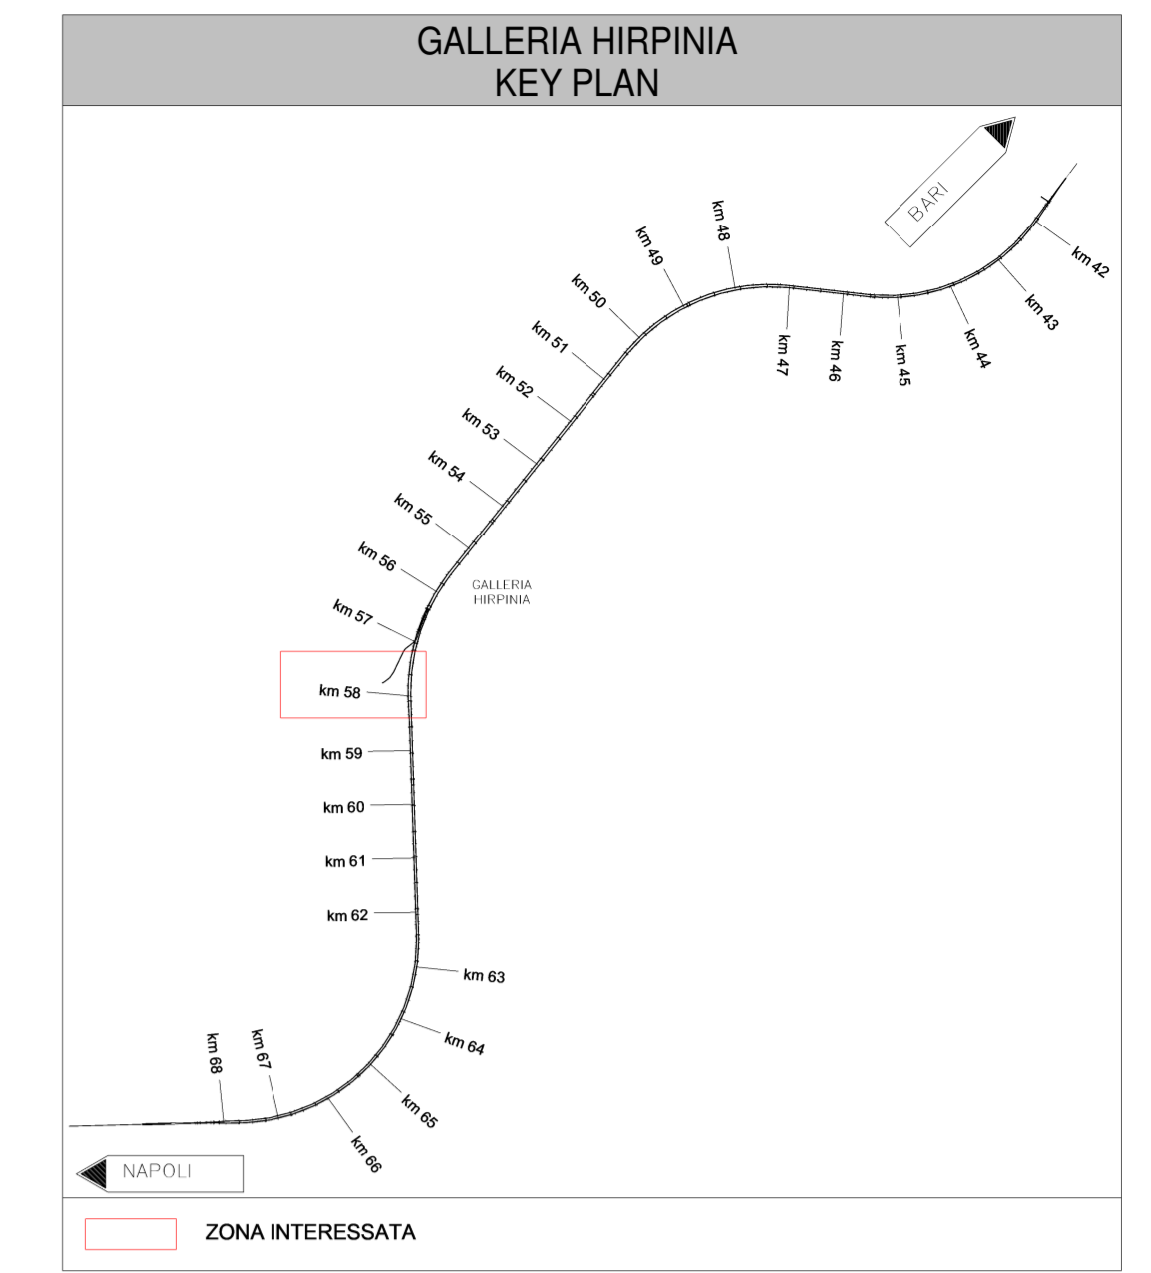 GALLERIA HIRPINIA
KEY PLAN
BARI
km 42
km 43
km 44
km 45
km 46
km 47
km 48
km 49
km 50
km 51
km 52
km 53
km 54
km 55
km 56
GALLERIA
HIRPINIA
km 57
km 58
km 59
km 60
km 61
km 62
km 63
km 64
km 65
km 66
km 67
km 68
NAPOLI
ZONA INTERESSATA